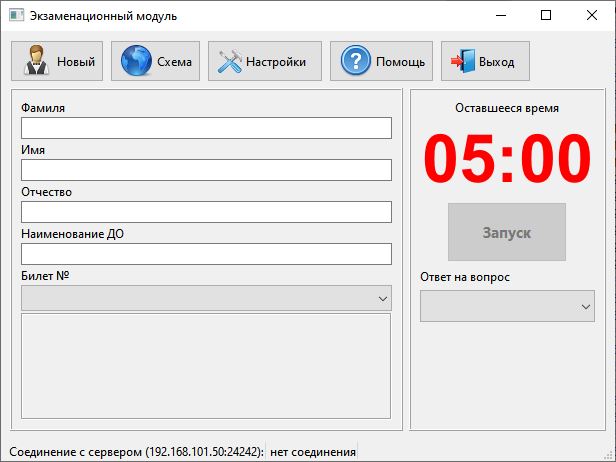 Экзаменационный модуль
Новый
Схема
Настройки
Помощь
Выход
Фамиля
Имя
Отчество
Наименование ДО
Билет №
Оставшееся время
05:00
Запуск
Ответ на вопрос
Соединение с сервером (192.168.101.50:24242): нет соединения